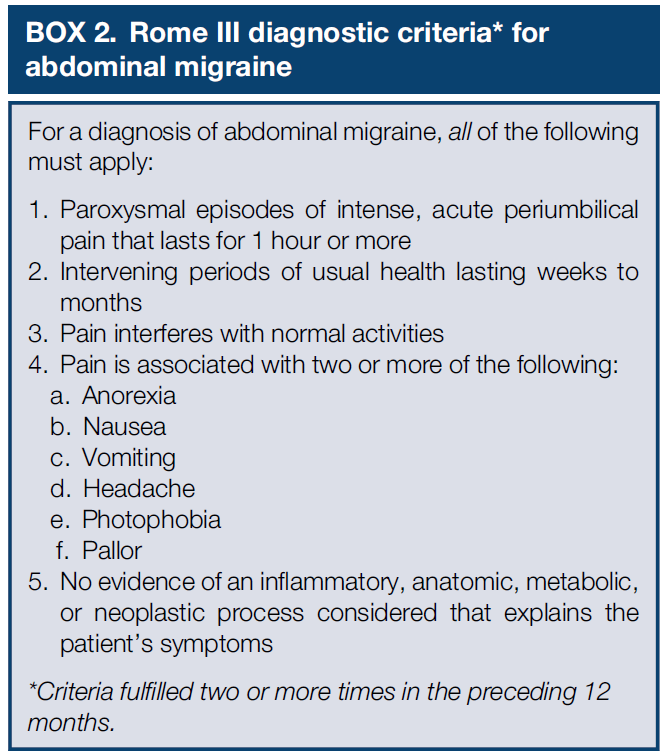 BOX 2. Rome III diagnostic criteria* for
abdominal migraine
For a diagnosis of abdominal migraine, all of the following
must apply:
1. Paroxysmal episodes of intense, acute periumbilical
pain that lasts for 1 hour or more
2. Intervening periods of usual health lasting weeks to
months
3. Pain interferes with normal activities
4. Pain is associated with two or more of the following:
a. Anorexia
b. Nausea
c. Vomiting
d. Headache
e. Photophobia
f. Pallor
5. No evidence of an inflammatory, anatomic, metabolic,
or neoplastic process considered that explains the
patient's symptoms
*Criteria fulfilled two or more times in the preceding 12
months.